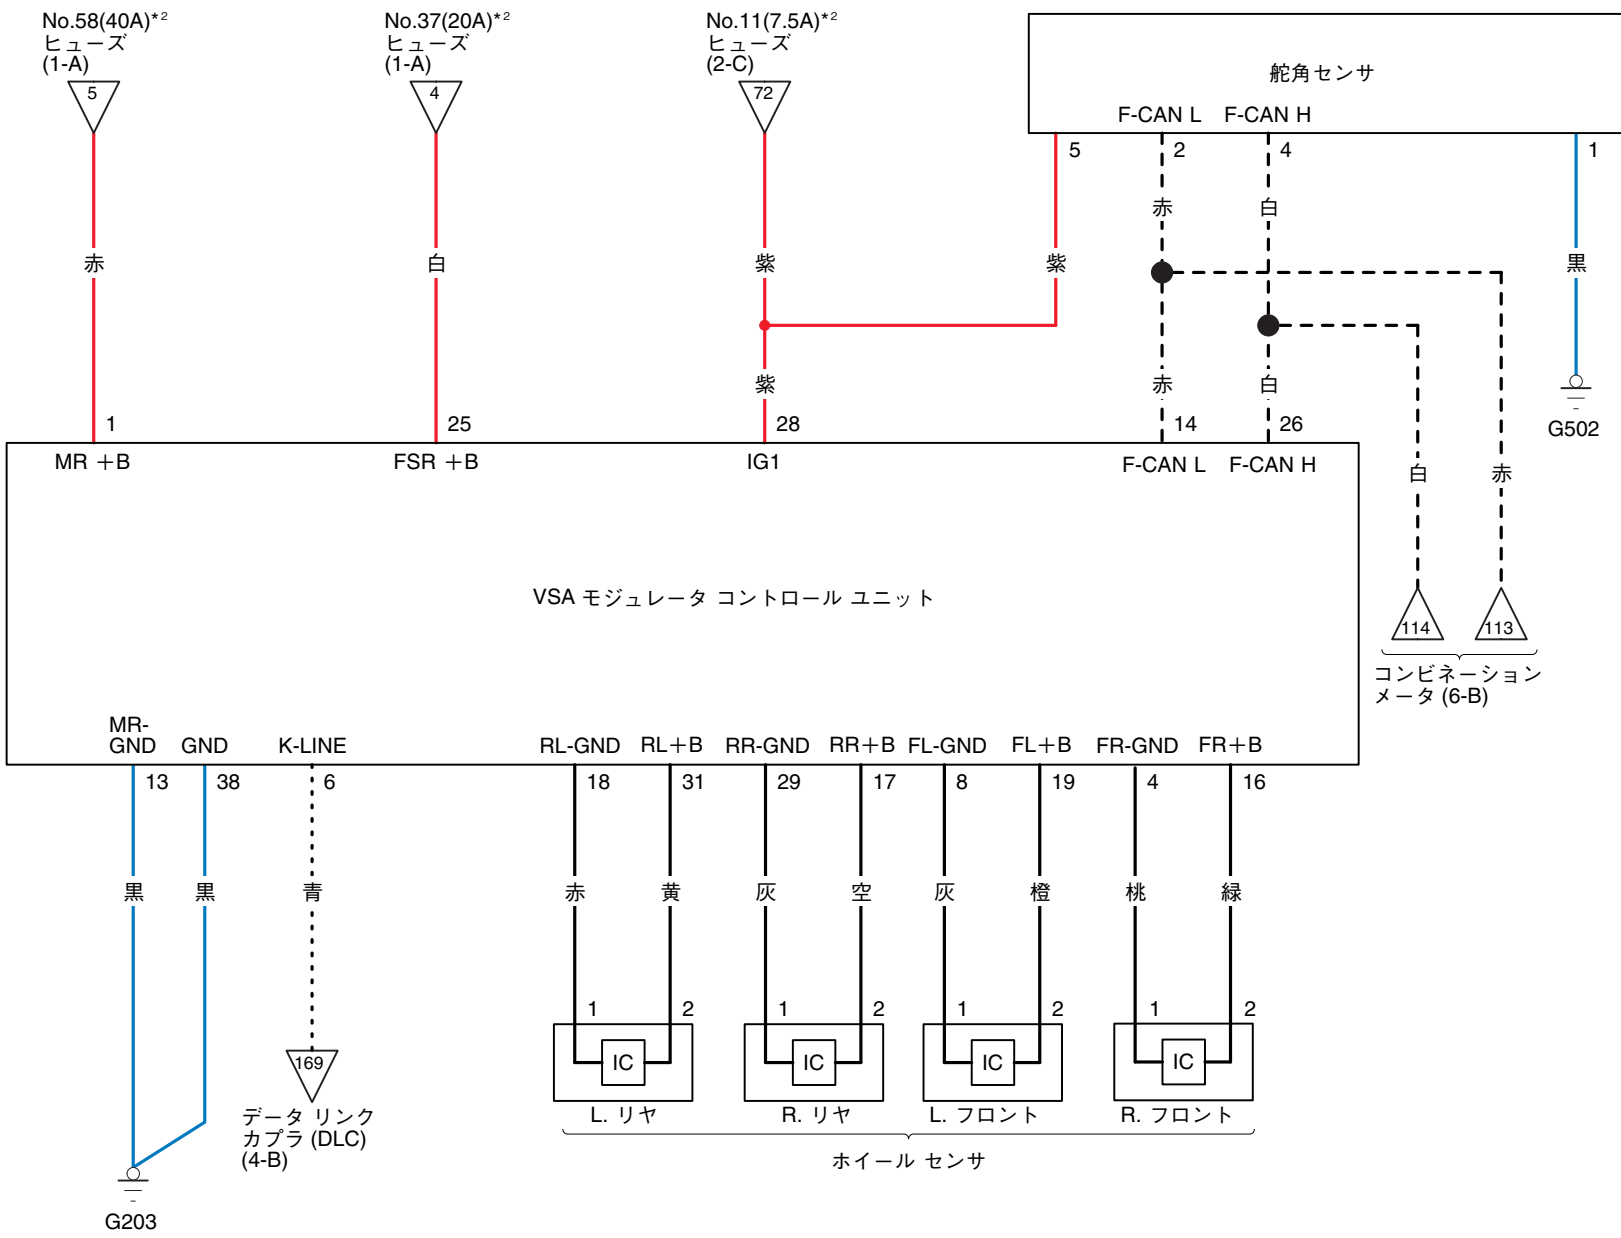 No.58(40A)*2
ヒューズ
(1-A)
5
No.37(20A)*2
ヒューズ
(1-A)
4
No.11(7.5A)*2
ヒューズ
(2-C)
72
舵角センサ
F-CAN L
F-CAN H
5
2
4
1
赤
白
赤
白
紫
紫
黒
紫
赤
白
G502
1
25
28
14
26
MR +B
FSR +B
IG1
F-CAN L
F-CAN H
白
赤
VSA モジュレータ コントロール ユニット
114
113
コンビネーション
メータ (6-B)
MR-
GND
GND
K-LINE
RL-GND
RL+B
RR-GND
RR+B
FL-GND
FL+B
FR-GND
FR+B
13
38
6
18
31
29
17
8
19
4
16
黒
黒
青
赤
黄
灰
空
灰
橙
桃
緑
1
2
1
2
1
2
1
2
IC
IC
IC
IC
169
データ リンク
カプラ (DLC)
(4-B)
L. リヤ
R. リヤ
L. フロント
R. フロント
ホイール センサ
G203